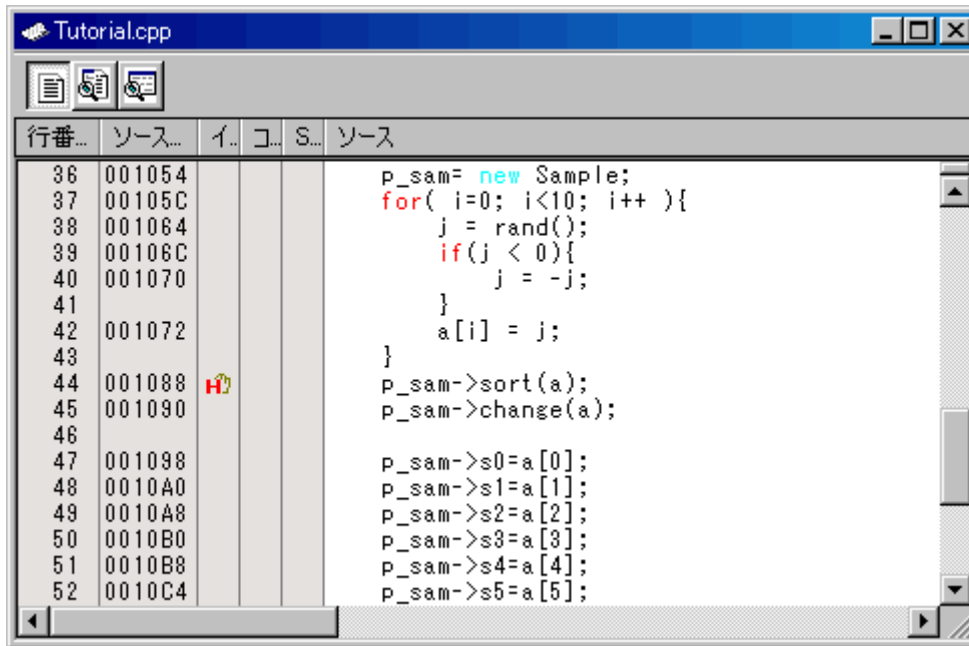 Tutorial.cpp
行番... ソース... イ.. コ... S... ソース
36 001054 p_sam= new Sample;
37 00105C for( i=0; i<10; i++ ){
38 001064 j = rand();
39 00106C if(j < 0){
40 001070 j = -j;
41 }
42 001072 a[i] = j;
43 }
44 001088 H p_sam->sort(a);
45 001090 p_sam->change(a);
46
47 001098 p_sam->s0=a[0];
48 0010A0 p_sam->s1=a[1];
49 0010A8 p_sam->s2=a[2];
50 0010B0 p_sam->s3=a[3];
51 0010B8 p_sam->s4=a[4];
52 0010C4 p_sam->s5=a[5];